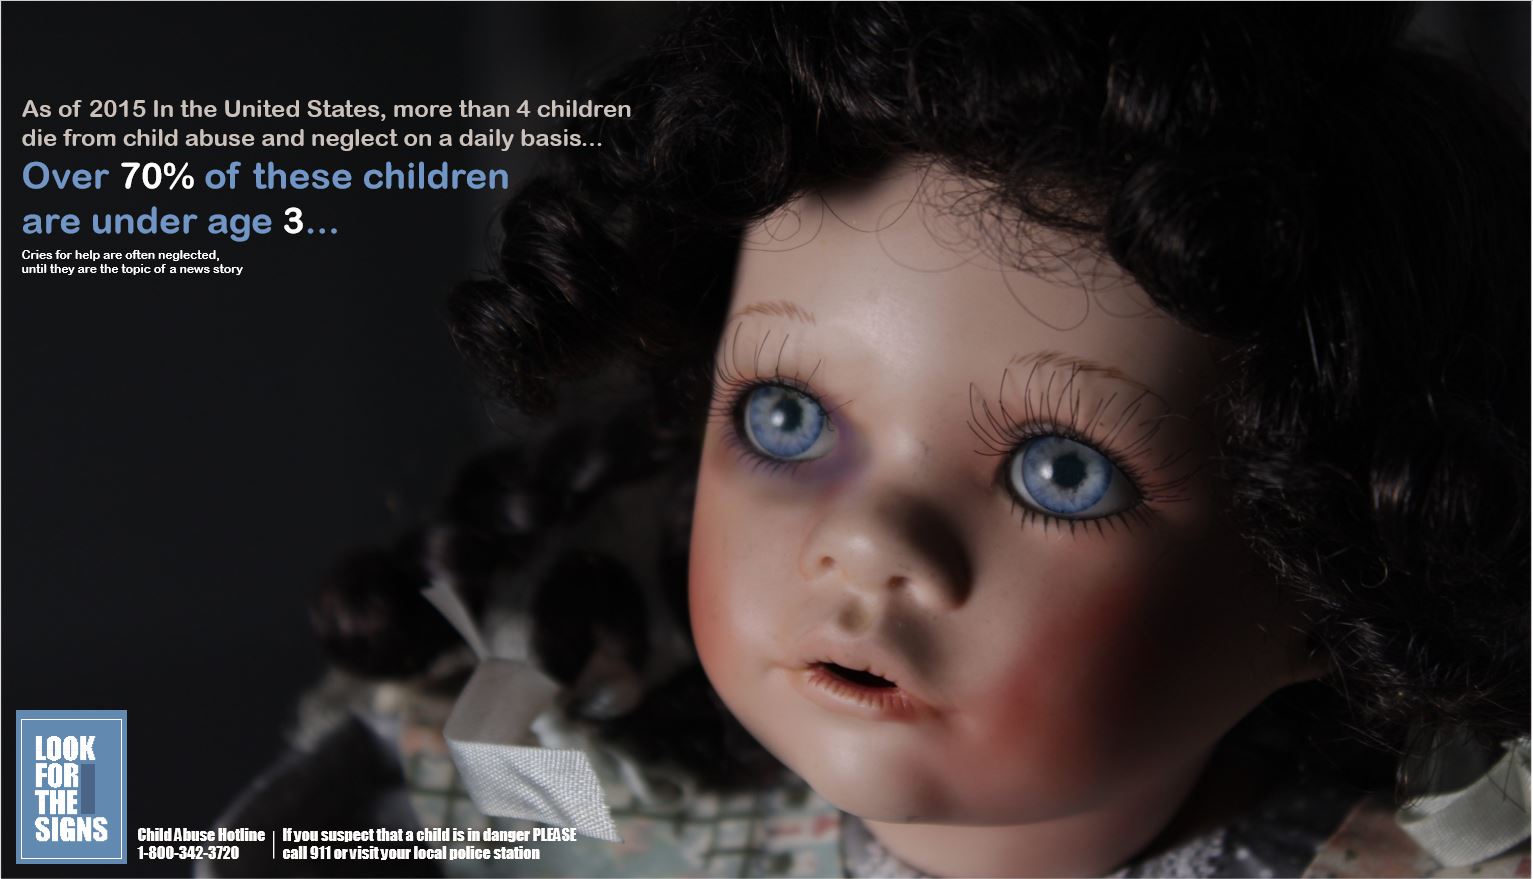 As of 2015 In the United States, more than 4 children
die from child abuse and neglect on a daily basis...
Over 70% of these children
are under age 3...
Cries for help are often neglected,
until they are the topic of a news story
LOOK
FOR
THE
SIGNS
Child Abuse Hotline
1-800-342-3720
If you suspect that a child is in danger PLEASE
call 911 or visit your local police station